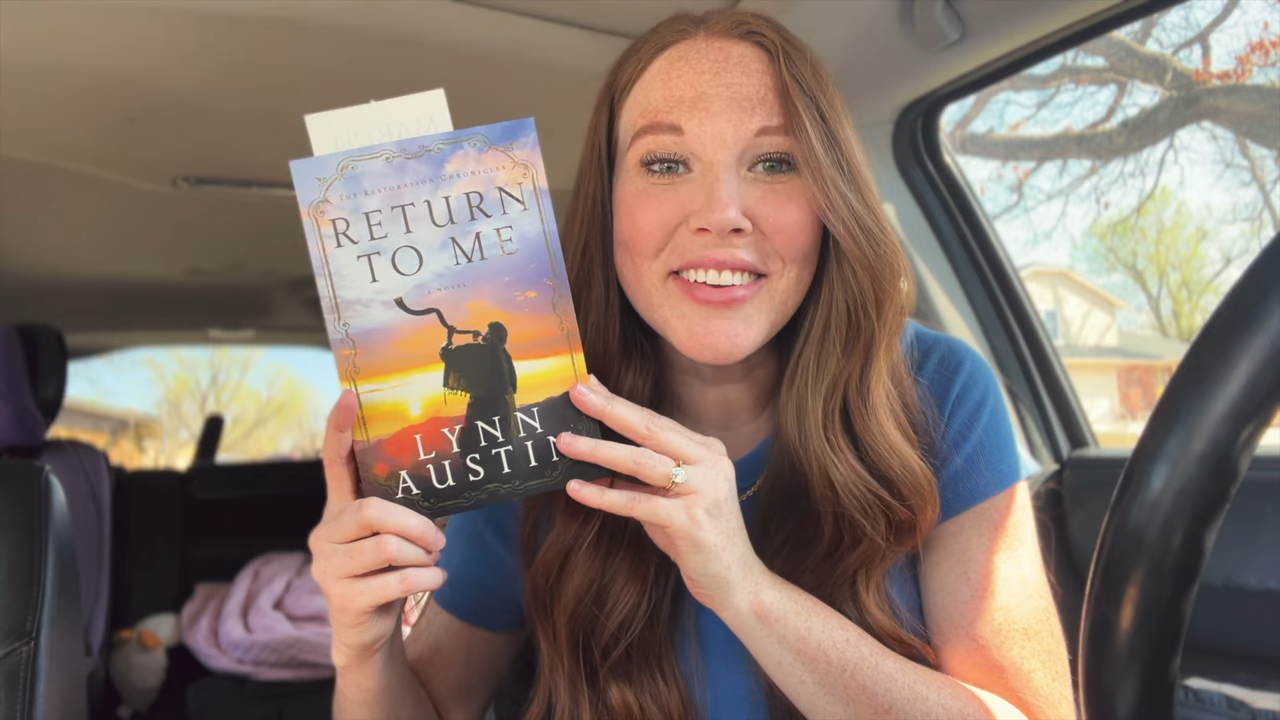 THE RESTORATION CHRONICLES
RETURN
TO ME
A NOVEL
LYNN
AUSTIN